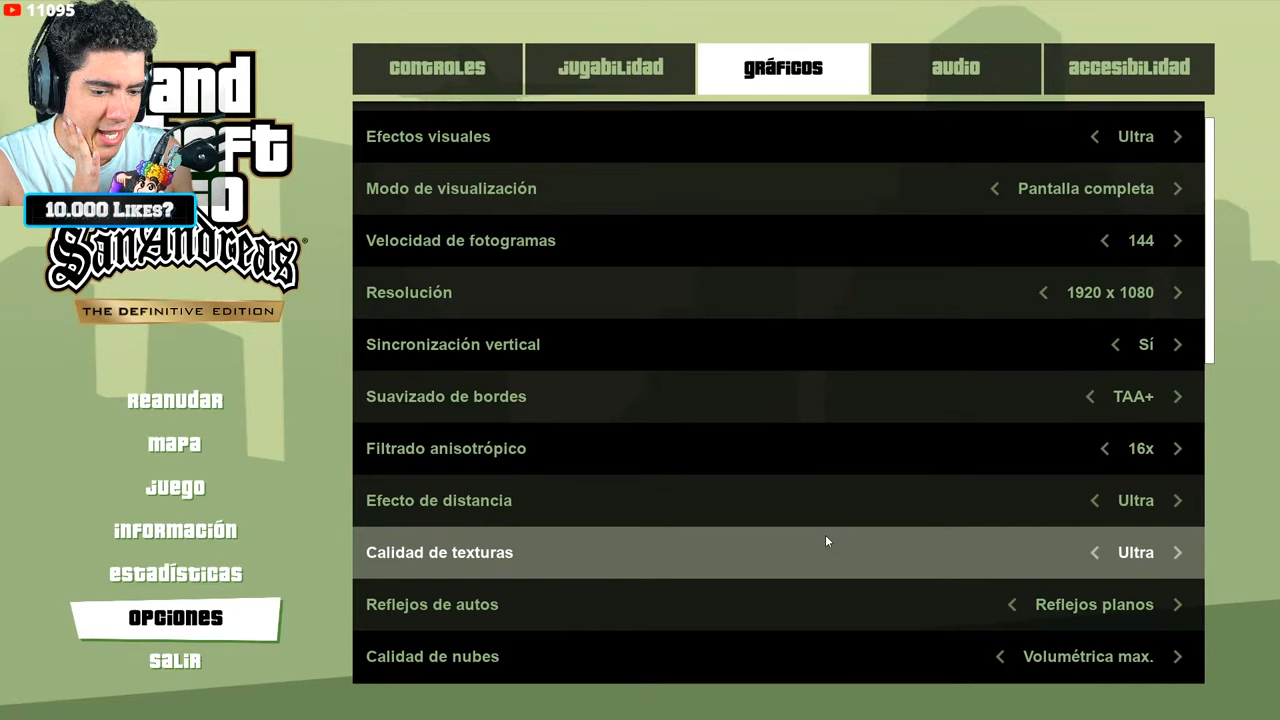 11095
10.000 LIKES?
San Andreas
THE DEFINITIVE EDITION
Reanudar
mapa
juego
información
estadísticas
opciones
salir
controles
jugabilidad
gráficos
audio
accesibilidad
Efectos visuales Ultra
Modo de visualización Pantalla completa
Velocidad de fotogramas 144
Resolución 1920 x 1080
Sincronización vertical Sí
Suavizado de bordes TAA+
Filtrado anisotrópico 16x
Efecto de distancia Ultra
Calidad de texturas Ultra
Reflejos de autos Reflejos planos
Calidad de nubes Volumétrica max.